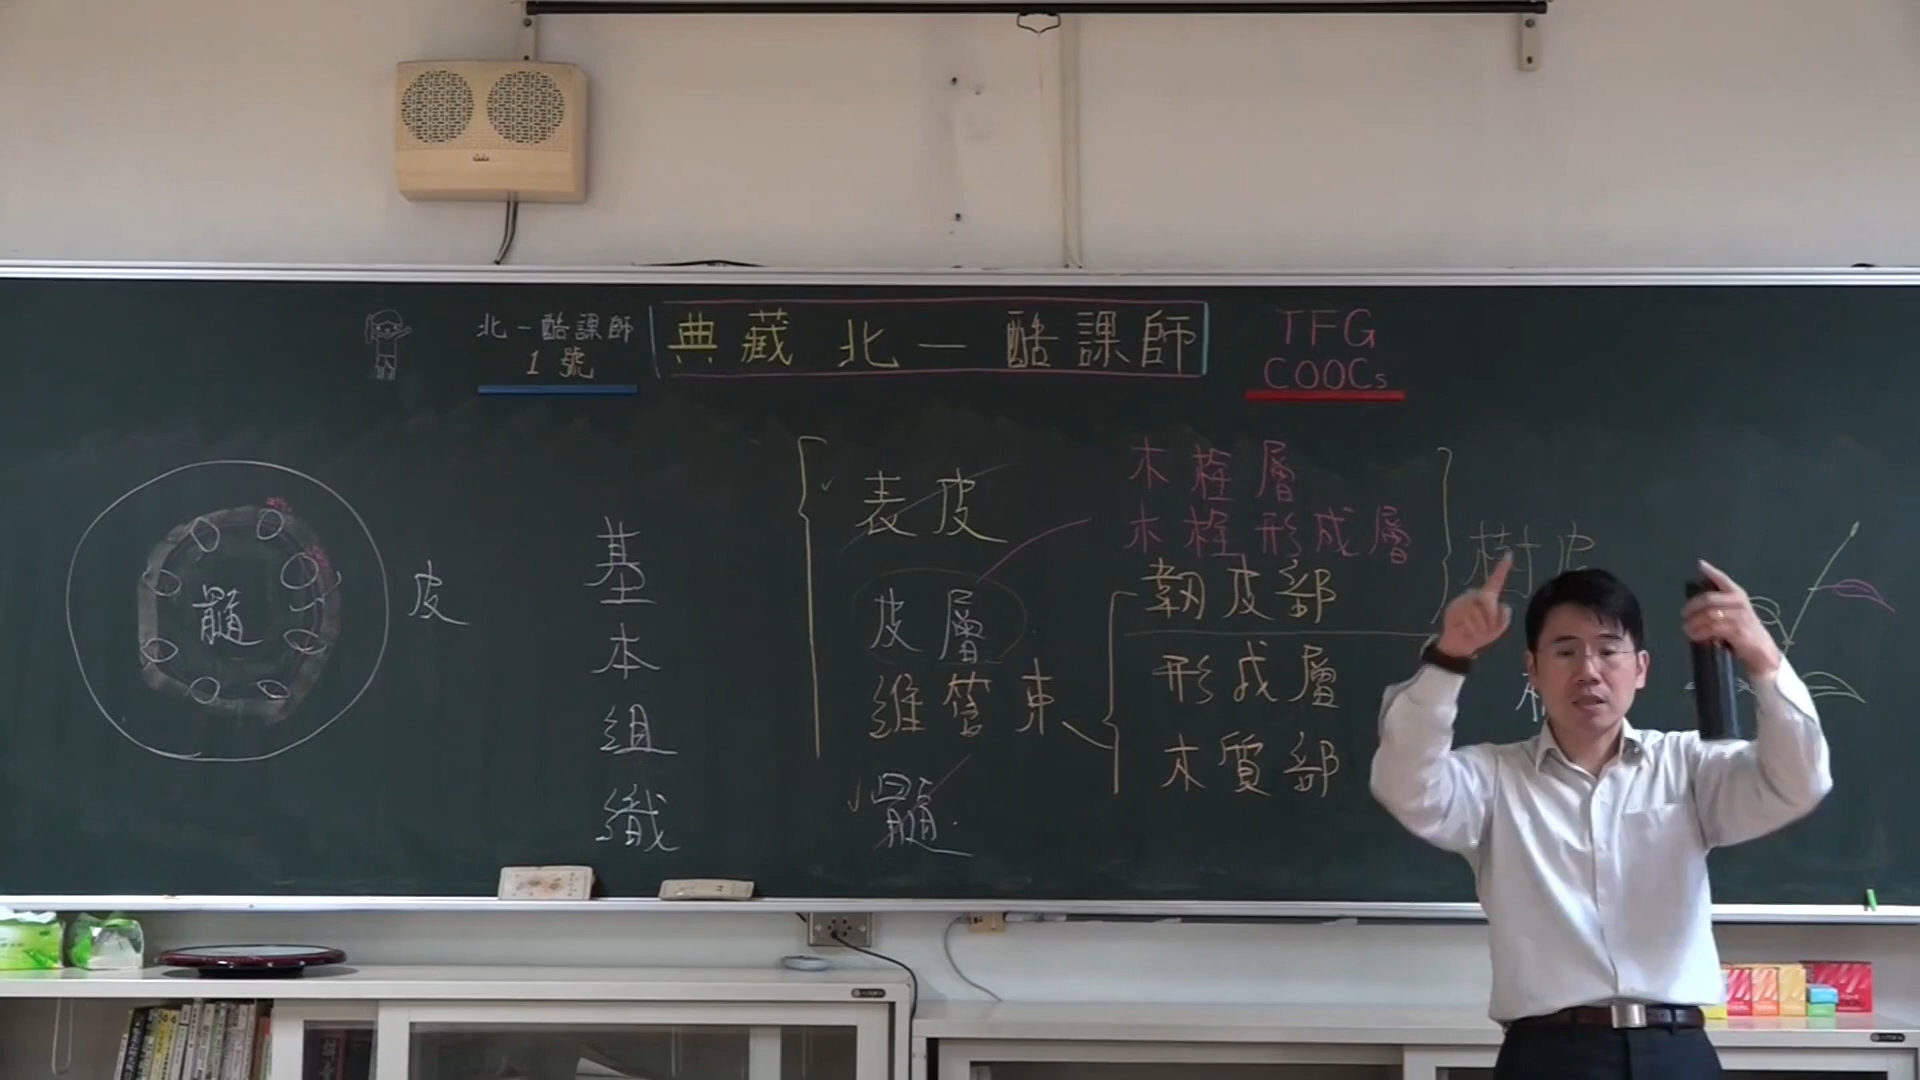 北一酷課師
1號
典藏 北一酷課師
TFG
COOCs
髓
皮
基本組織
表皮
皮層
維管束
髓
木栓層
木栓形成層
韌皮部
形成層
木質部
樹皮